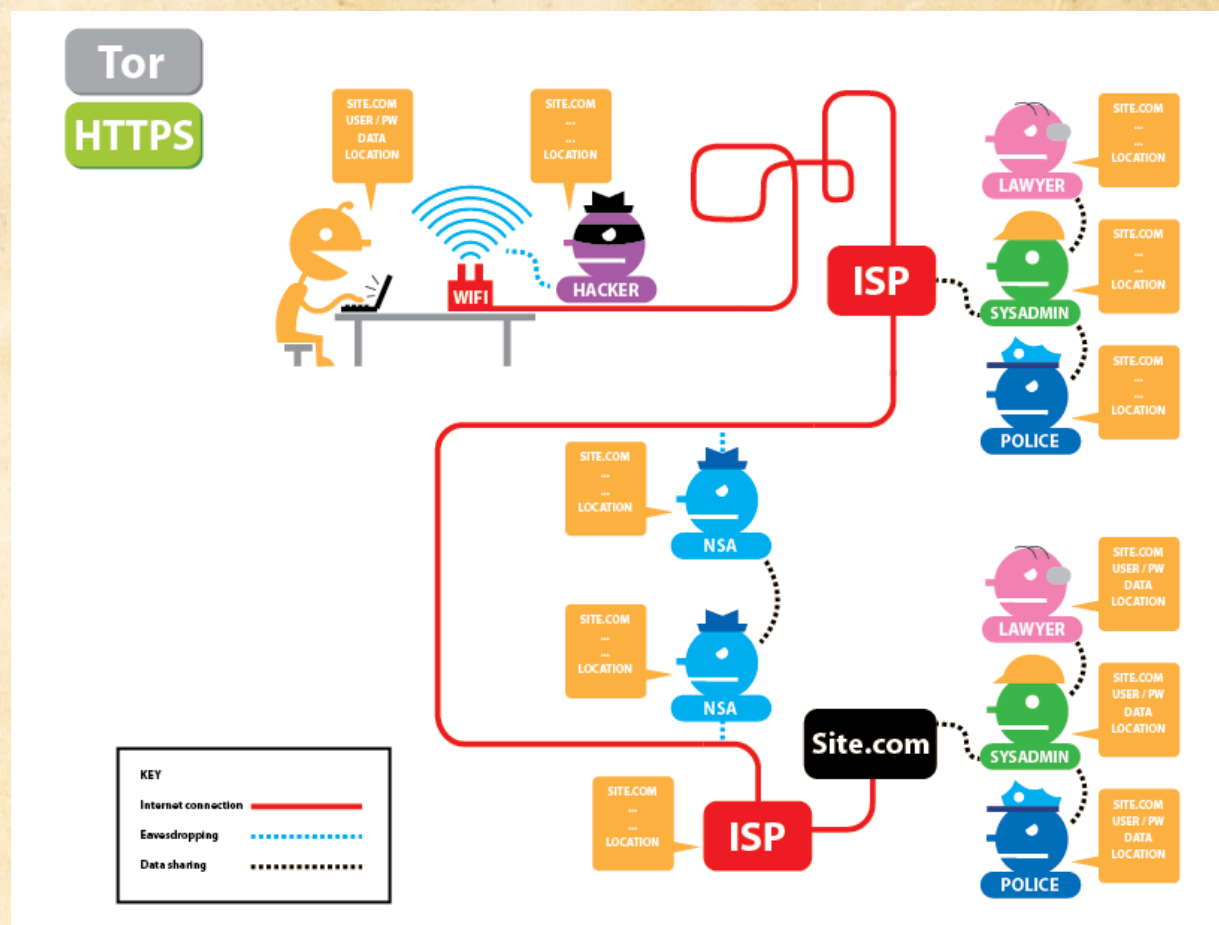 Tor
HTTPS
SITE.COM
USER / PW
DATA
LOCATION
SITE.COM
...
...
LOCATION
WIFI
HACKER
ISP
SITE.COM
...
...
LOCATION
LAWYER
SITE.COM
...
...
LOCATION
SYSADMIN
SITE.COM
...
...
LOCATION
POLICE
SITE.COM
...
...
LOCATION
NSA
SITE.COM
...
...
LOCATION
NSA
SITE.COM
USER / PW
DATA
LOCATION
LAWYER
SITE.COM
USER / PW
DATA
LOCATION
SYSADMIN
SITE.COM
USER / PW
DATA
LOCATION
POLICE
Site.com
SITE.COM
...
...
LOCATION
ISP
KEY
Internet connection
Eavesdropping
Data sharing